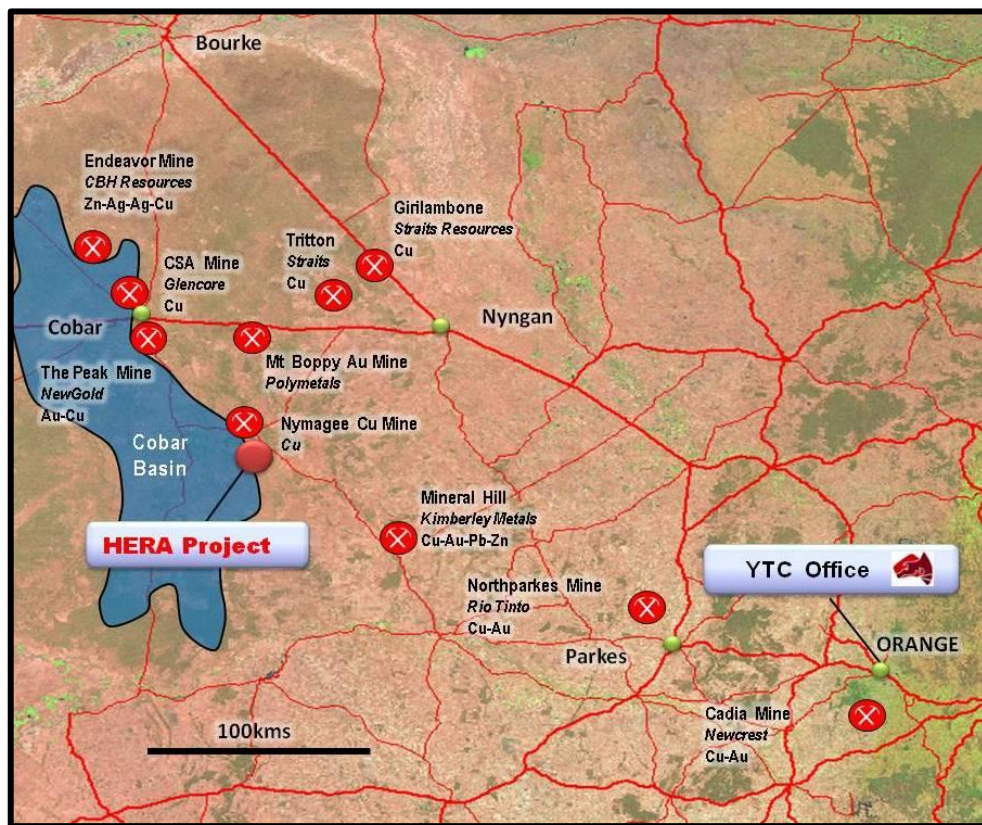 Bourke
Endeavor Mine
CBH Resources
Zn-Ag-Ag-Cu
Girilambone
Straits Resources
Cu
Tritton
Straits
Cu
CSA Mine
Glencore
Cu
Cobar
Nyngan
The Peak Mine
NewGold
Au-Cu
Mt Boppy Au Mine
Polymetals
Nymagee Cu Mine
Cu
Cobar
Basin
HERA Project
Mineral Hill
Kimberley Metals
Cu-Au-Pb-Zn
YTC Office
Northparkes Mine
Rio Tinto
Cu-Au
Parkes
ORANGE
Cadia Mine
Newcrest
Cu-Au
100kms